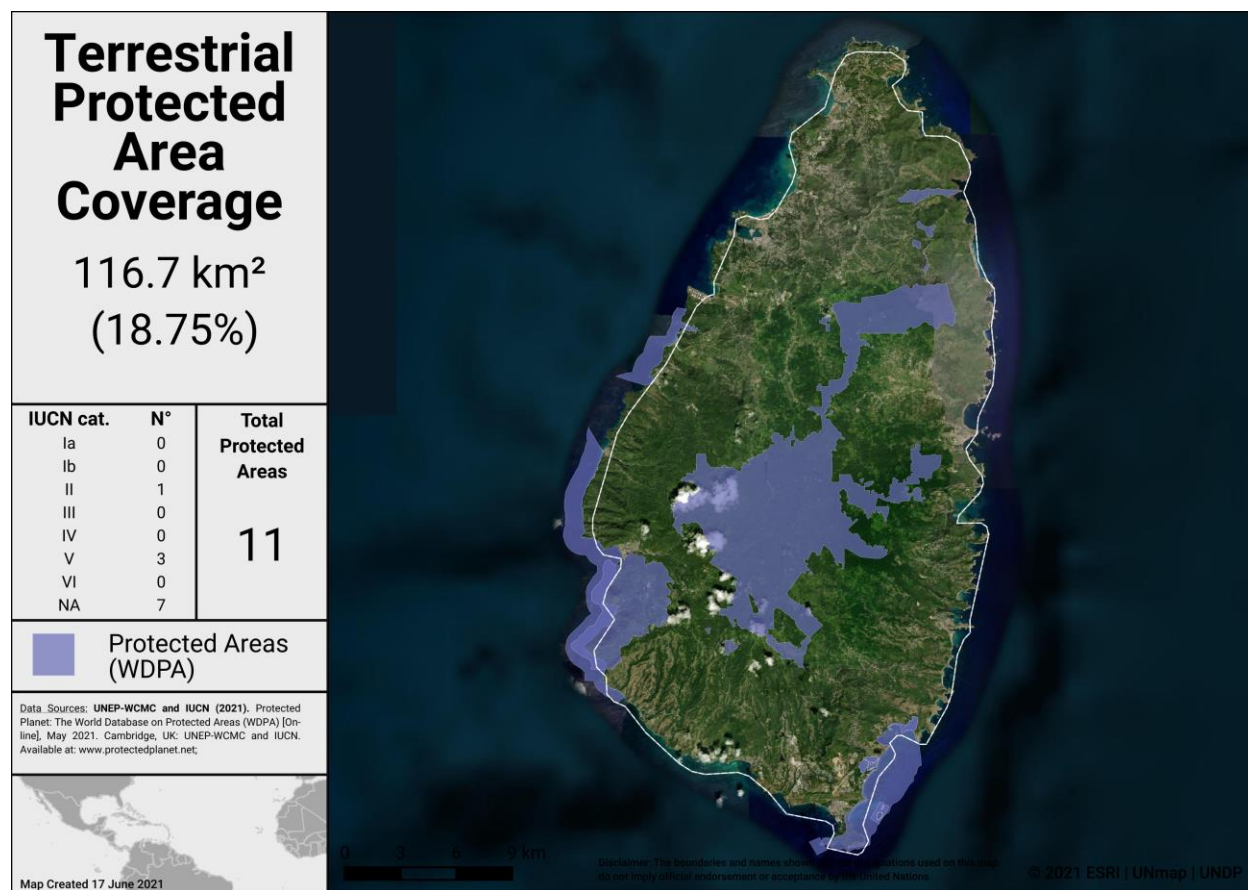 Terrestrial
Protected
Area
Coverage
116.7 km²
(18.75%)
IUCN cat. N°
Ia 0
Ib 0
II 1
III 0
IV 0
V 3
VI 0
NA 7
Total
Protected
Areas
11
Protected Areas
(WDPA)
Data Sources: UNEP-WCMC and IUCN (2021). Protected
Planet: The World Database on Protected Areas (WDPA) [On-
line], May 2021. Cambridge, UK: UNEP-WCMC and IUCN.
Available at: www.protectedplanet.net;
Map Created 17 June 2021
0 3 6 9 km
Disclaimer: The boundaries and names shown used on this
do not imply official endorsement or acceptance by the United Nations.
© 2021 ESRI | UNmap | UNDP